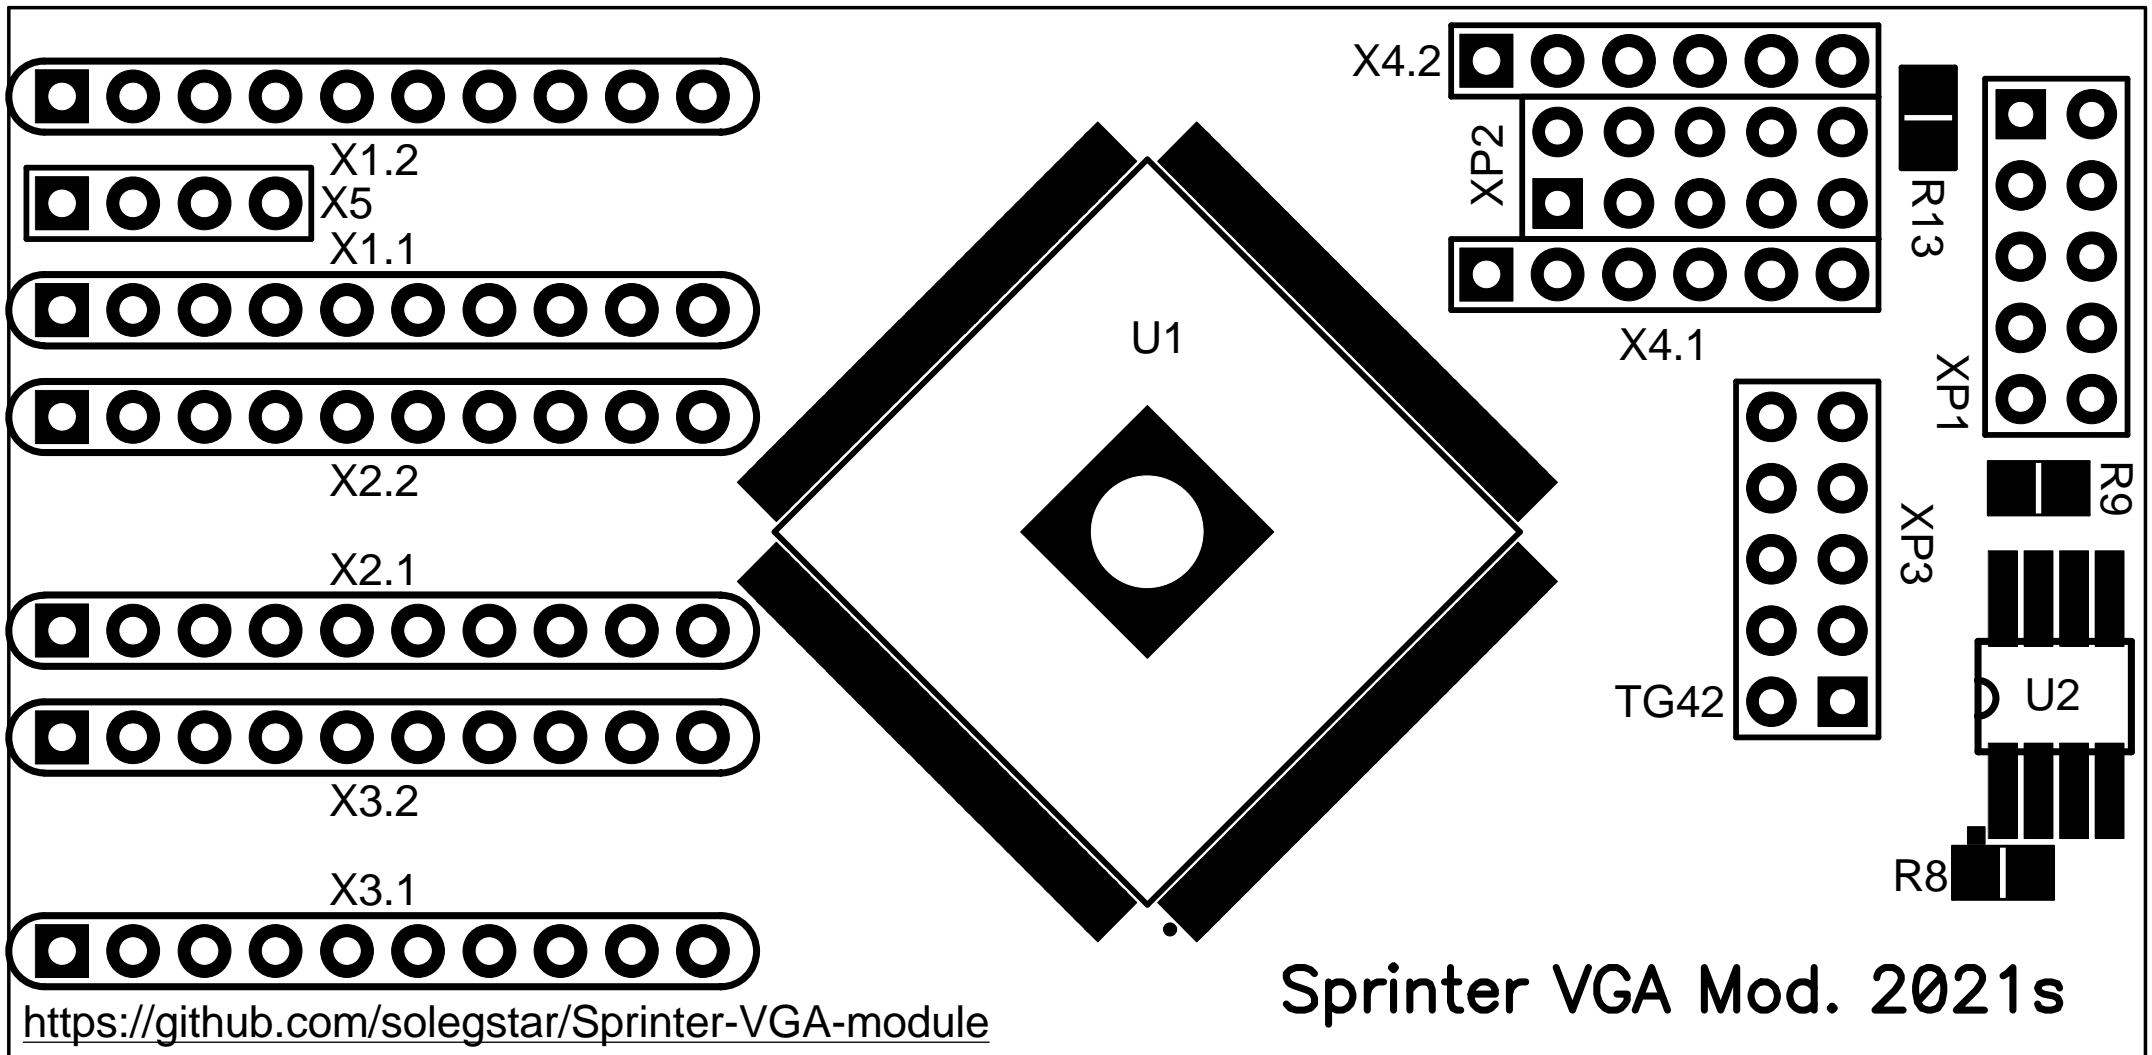 X4.2
X1.2
XP2
X5
R13
X1.1
U1
X4.1
XP1
X2.2
R9
XP3
X2.1
TG42
U2
X3.2
R8
X3.1
Sprinter VGA Mod. 2021s
https://github.com/solegstar/Sprinter-VGA-module